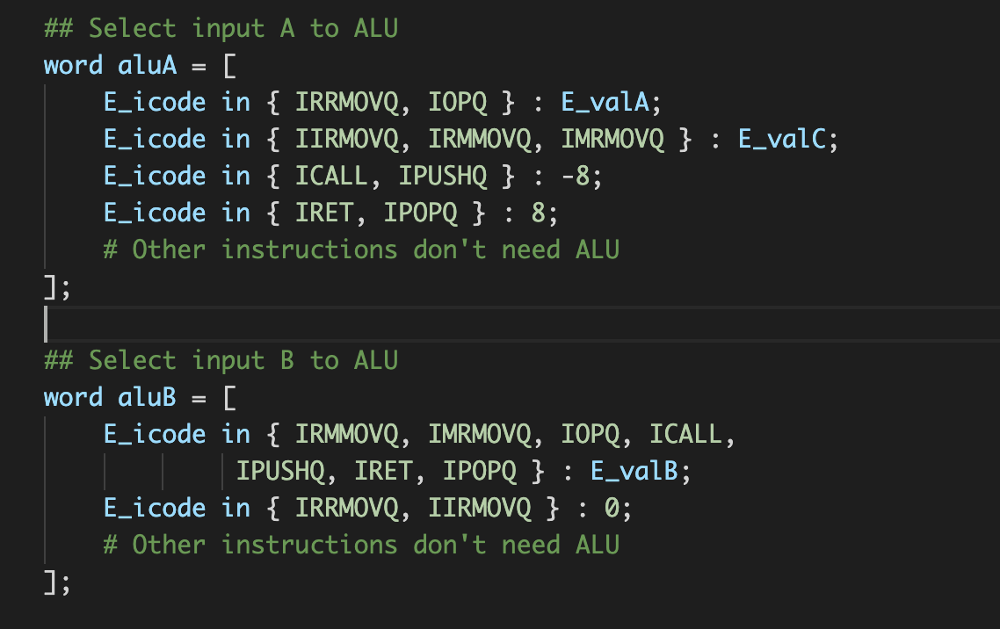 ## Select input A to ALU
word aluA = [
    E_icode in { IRRMOVQ, IOPQ } : E_valA;
    E_icode in { IIRMOVQ, IRMMOVQ, IMRMOVQ } : E_valC;
    E_icode in { ICALL, IPUSHQ } : -8;
    E_icode in { IRET, IPOPQ } : 8;
    # Other instructions don't need ALU
];

## Select input B to ALU
word aluB = [
    E_icode in { IRMMOVQ, IMRMOVQ, IOPQ, ICALL,
             IPUSHQ, IRET, IPOPQ } : E_valB;
    E_icode in { IRRMOVQ, IIRMOVQ } : 0;
    # Other instructions don't need ALU
];